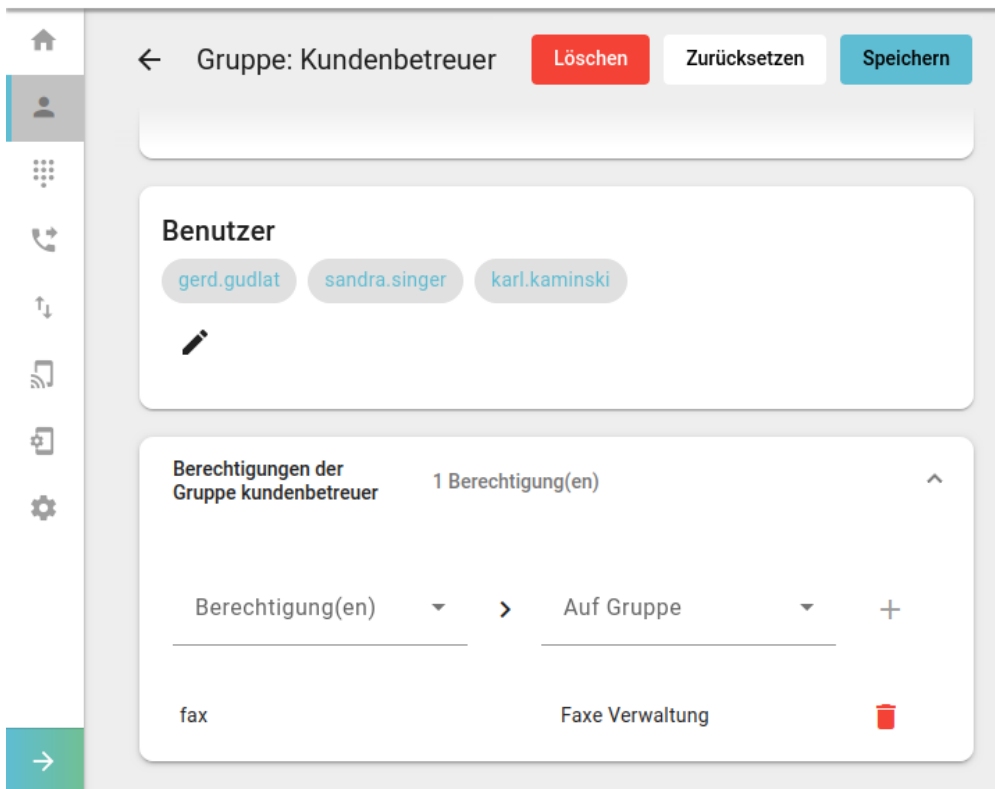 Gruppe: Kundenbetreuer
Löschen
Zurücksetzen
Speichern
Benutzer
gerd.gudlat sandra.singer karl.kaminski
Berechtigungen der
Gruppe kundenbetreuer
1 Berechtigung(en)
Berechtigung(en)
Auf Gruppe
fax
Faxe Verwaltung